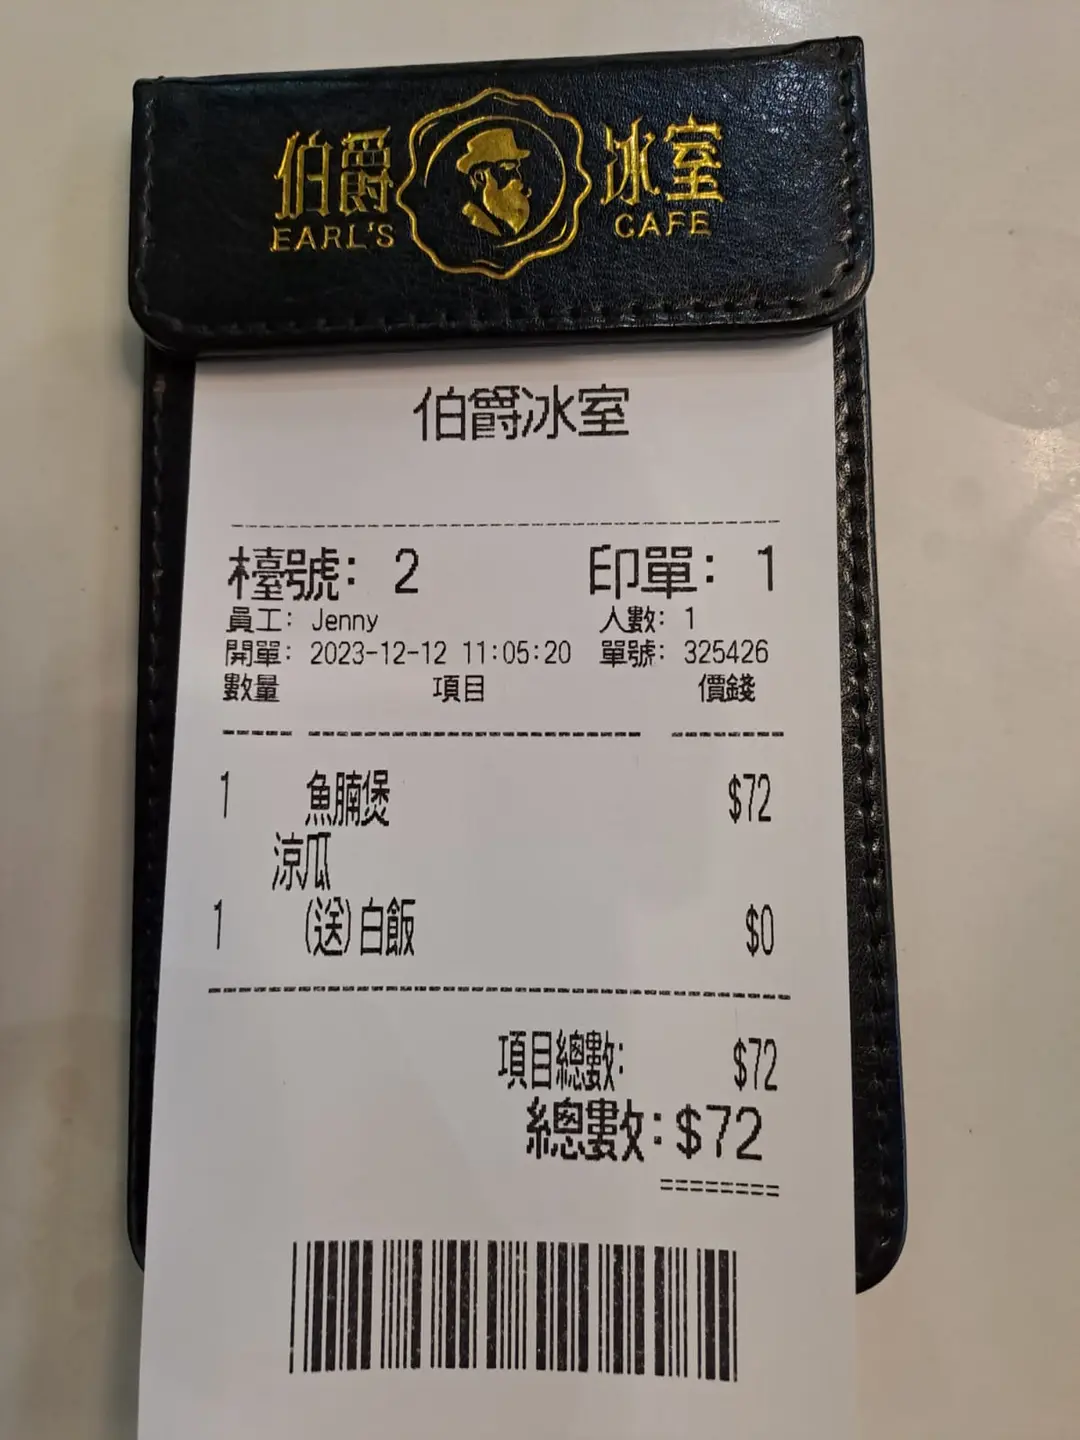 伯爵 冰室
EARL'S CAFE
伯爵冰室
檯號: 2 印單: 1
員工: Jenny 人數: 1
開單: 2023-12-12 11:05:20 單號: 325426
數量 項目 價錢
1 魚腩煲 $72
涼瓜
1 (送)白飯 $0
項目總數: $72
總數:$72
========